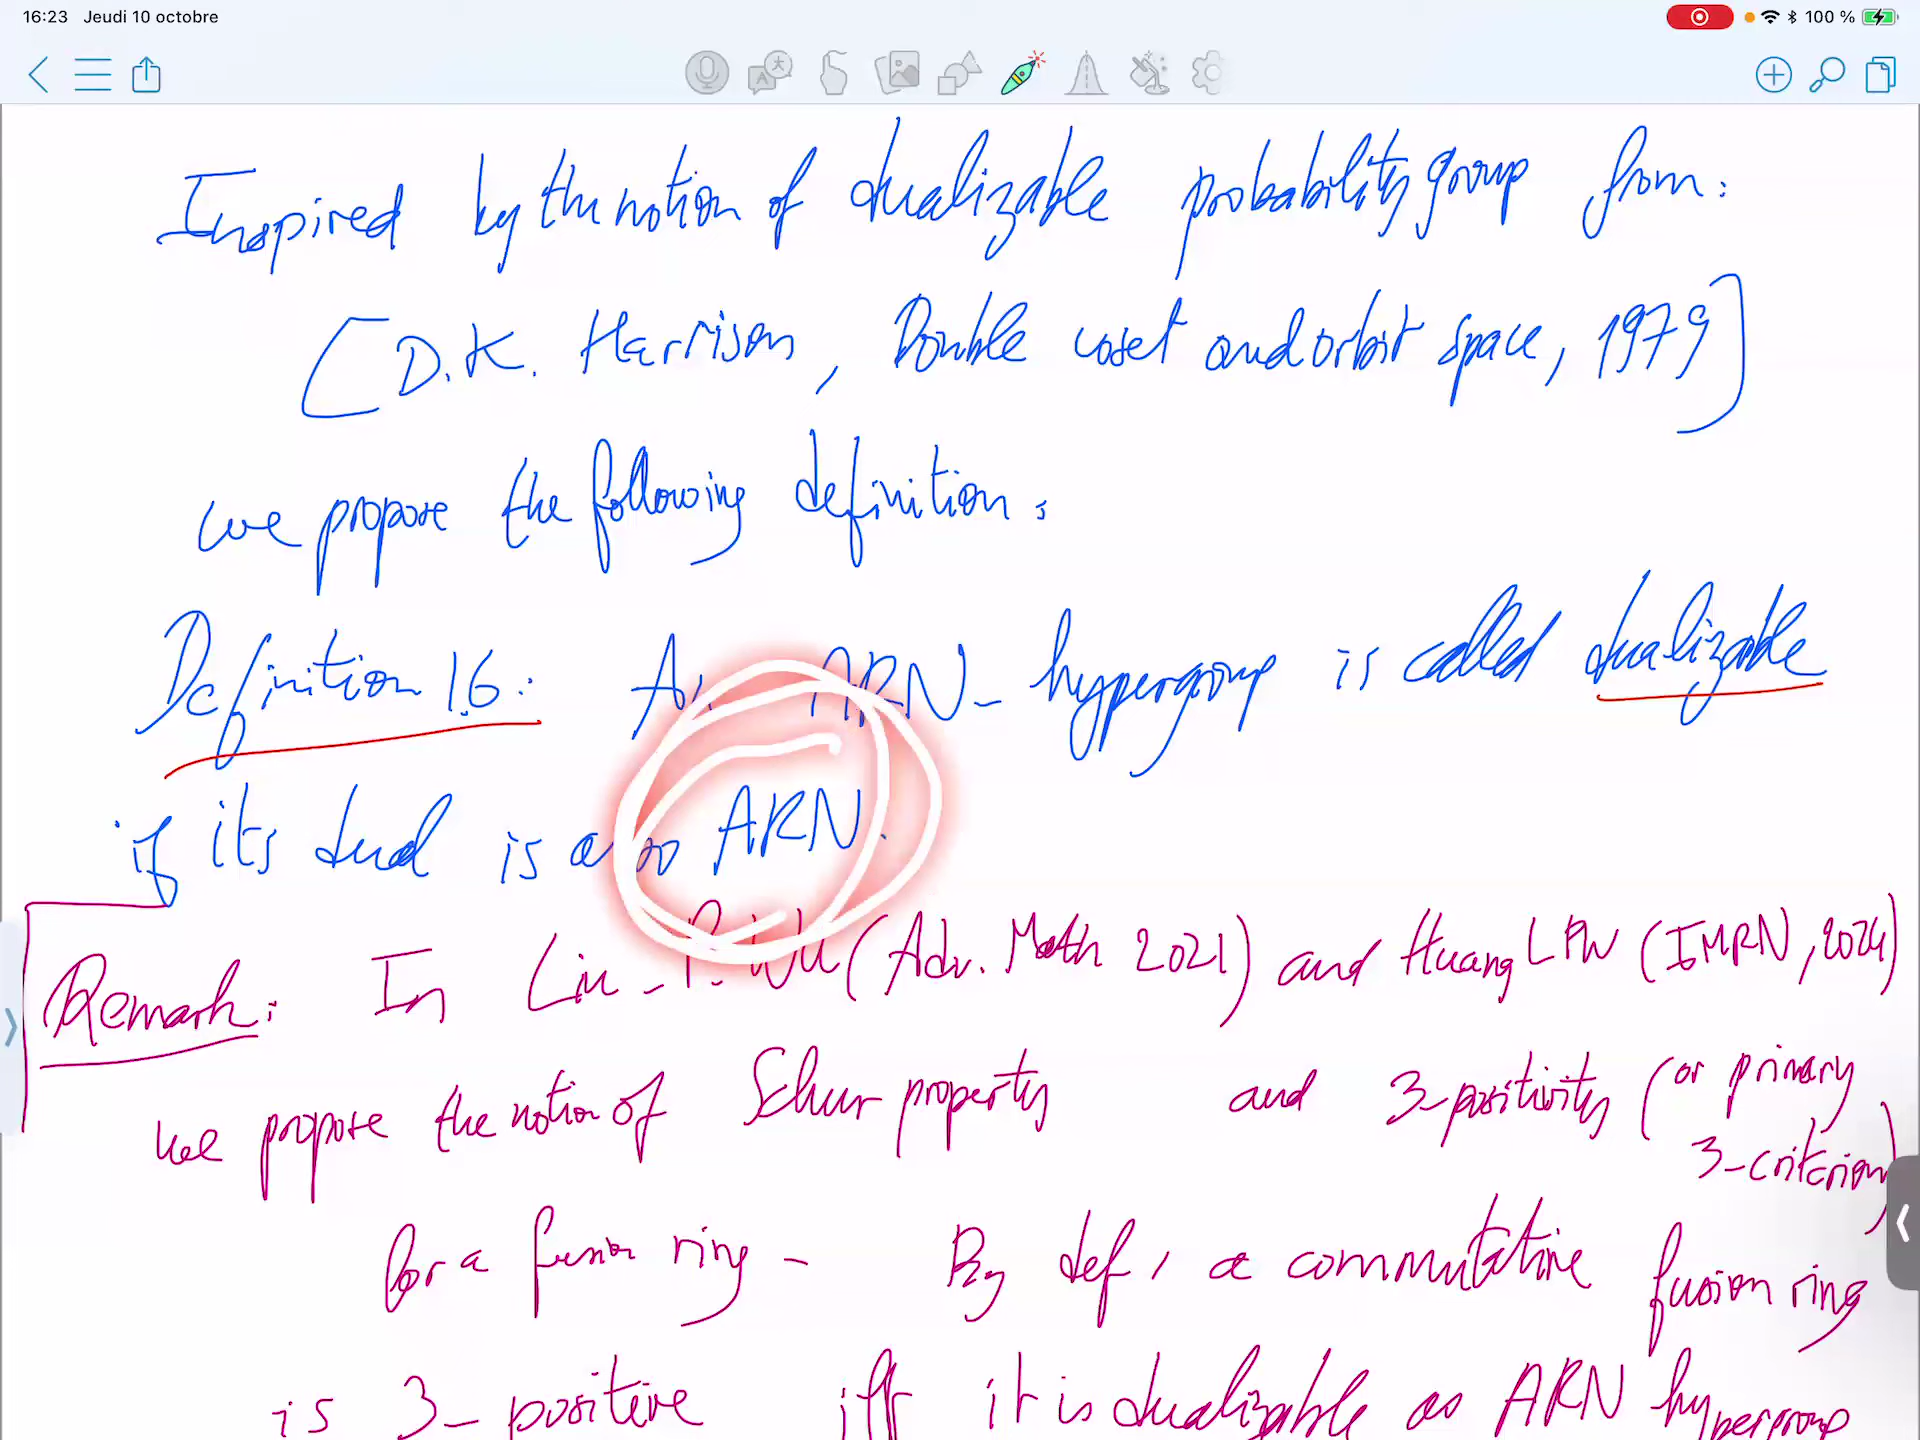 16:23 Jeudi 10 octobre 100 %
Inspired by the notion of dualizable probability group from:
[D.K. Harrison, Double coset and orbit space, 1979]
we propose the following definition:
Definition 1.6: An ARN-hypergroup is called dualizable
if its dual is also ARN.
Remark: In Liu-P.-Wu (Adv. Math 2021) and Huang LPW (IMRN, 2024)
we propose the notion of Schur property and 3-positivity (or primary
3-criterion)
for a fusion ring - By def, a commutative fusion ring
is 3-positive iff it is dualizable as ARN hypergroup